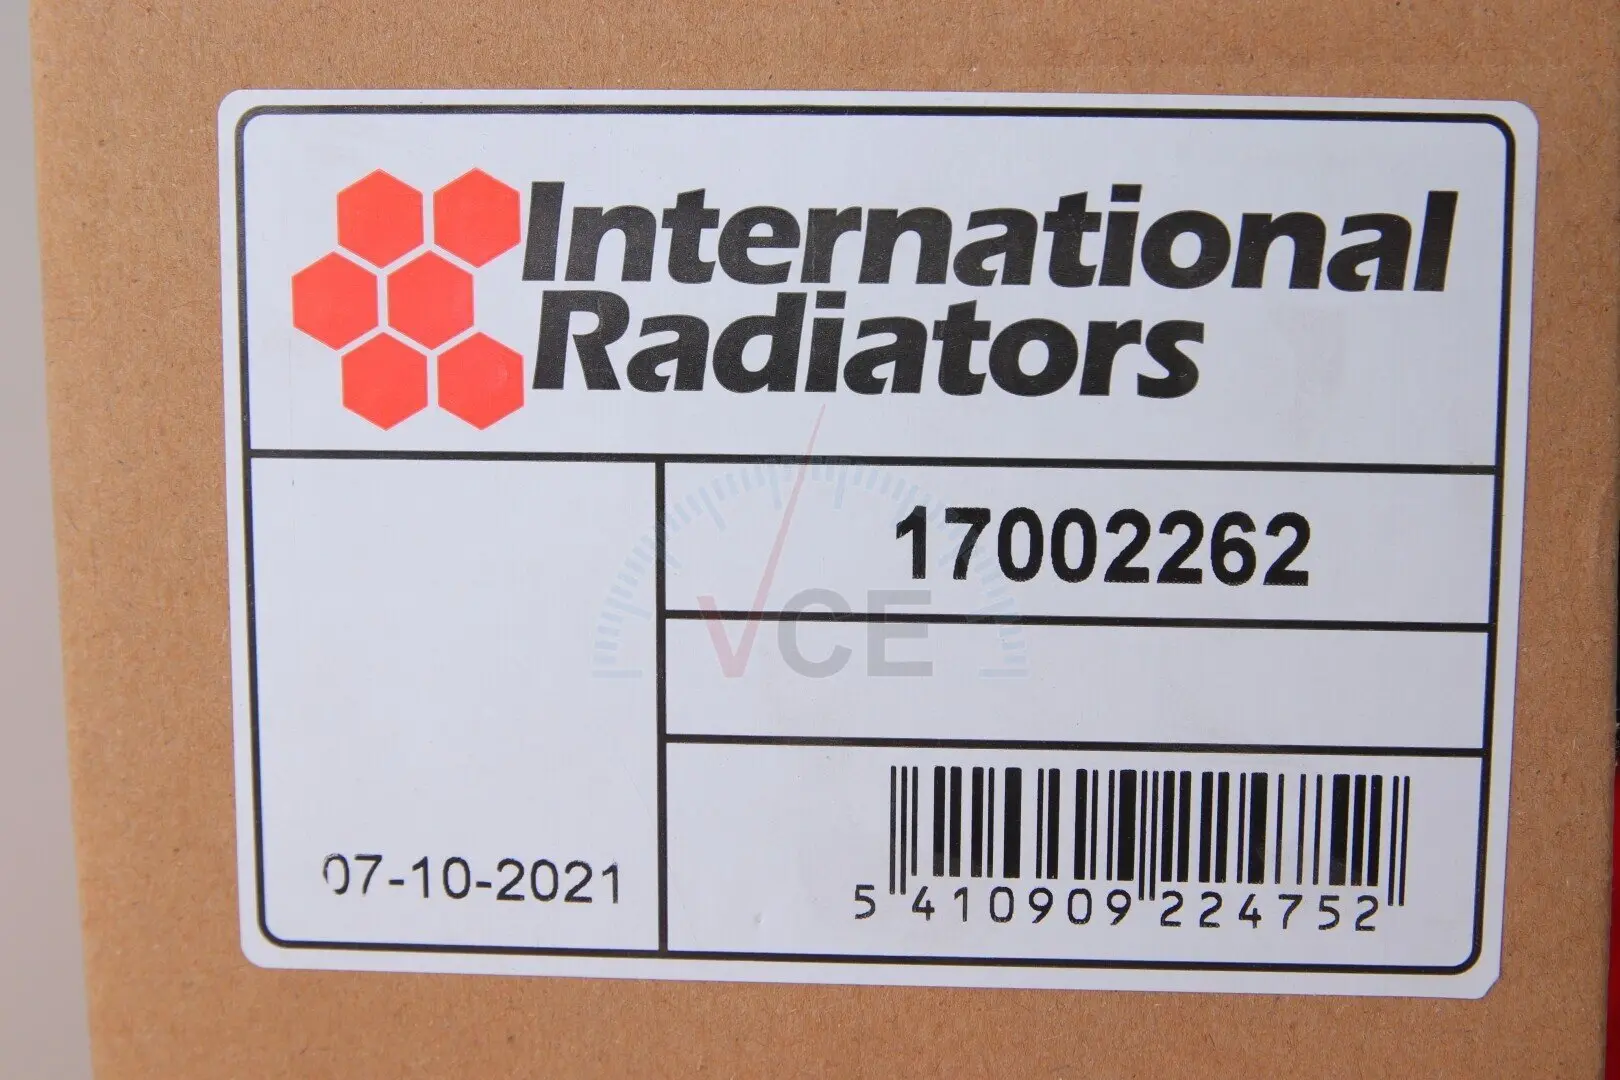 International
Radiators
17002262
VCE
07-10-2021
5 410909 224752